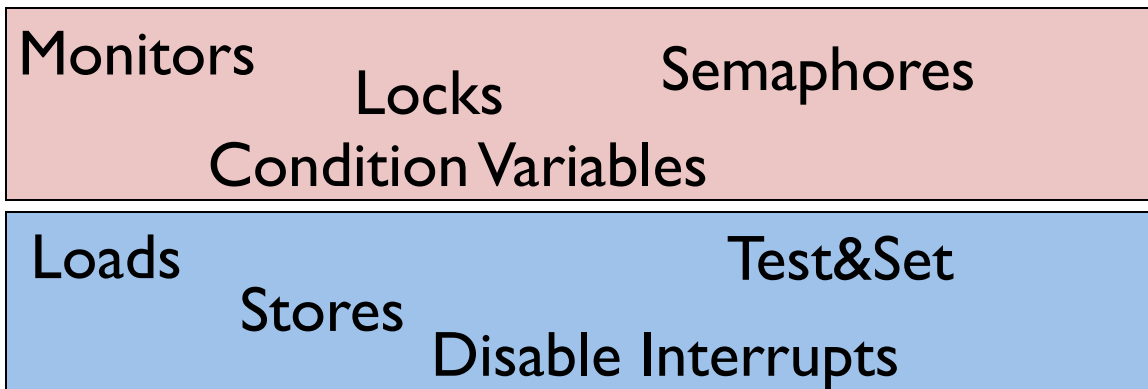 Monitors
Locks
Semaphores
Condition Variables
Loads
Stores
Test&Set
Disable Interrupts